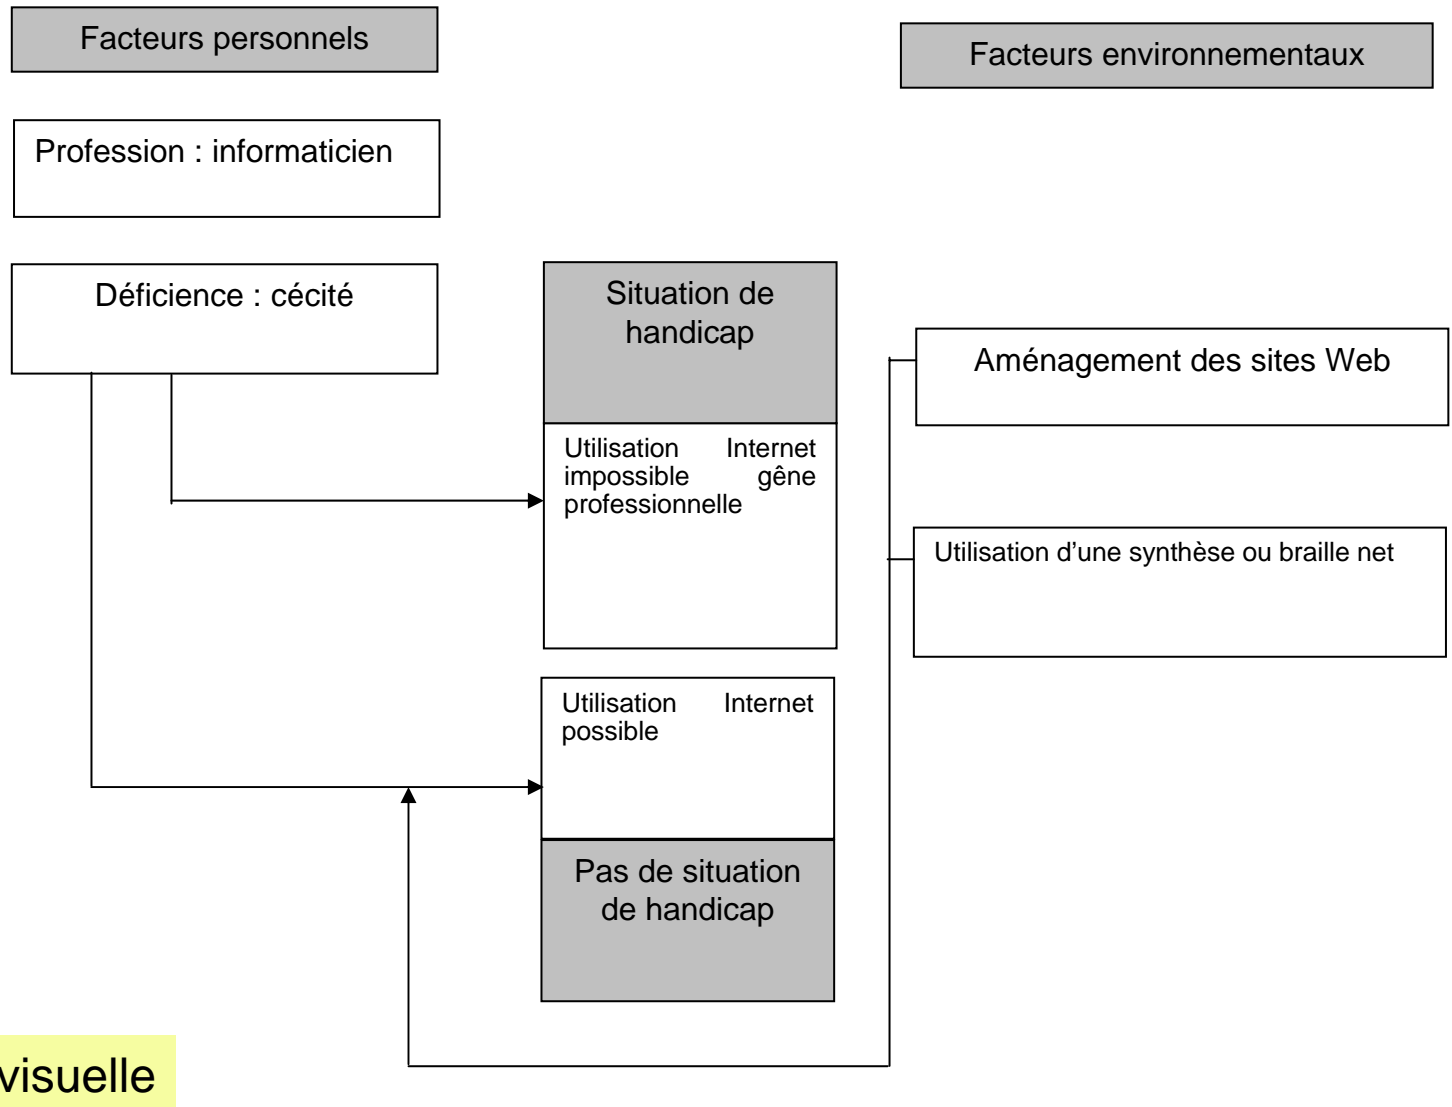 Facteurs personnels
Facteurs environnementaux
Profession : informaticien
Déficience : cécité
Situation de
handicap
Utilisation Internet
impossible gêne
professionnelle
Aménagement des sites Web
Utilisation d’une synthèse ou braille net
Utilisation Internet
possible
Pas de situation
de handicap
visuelle